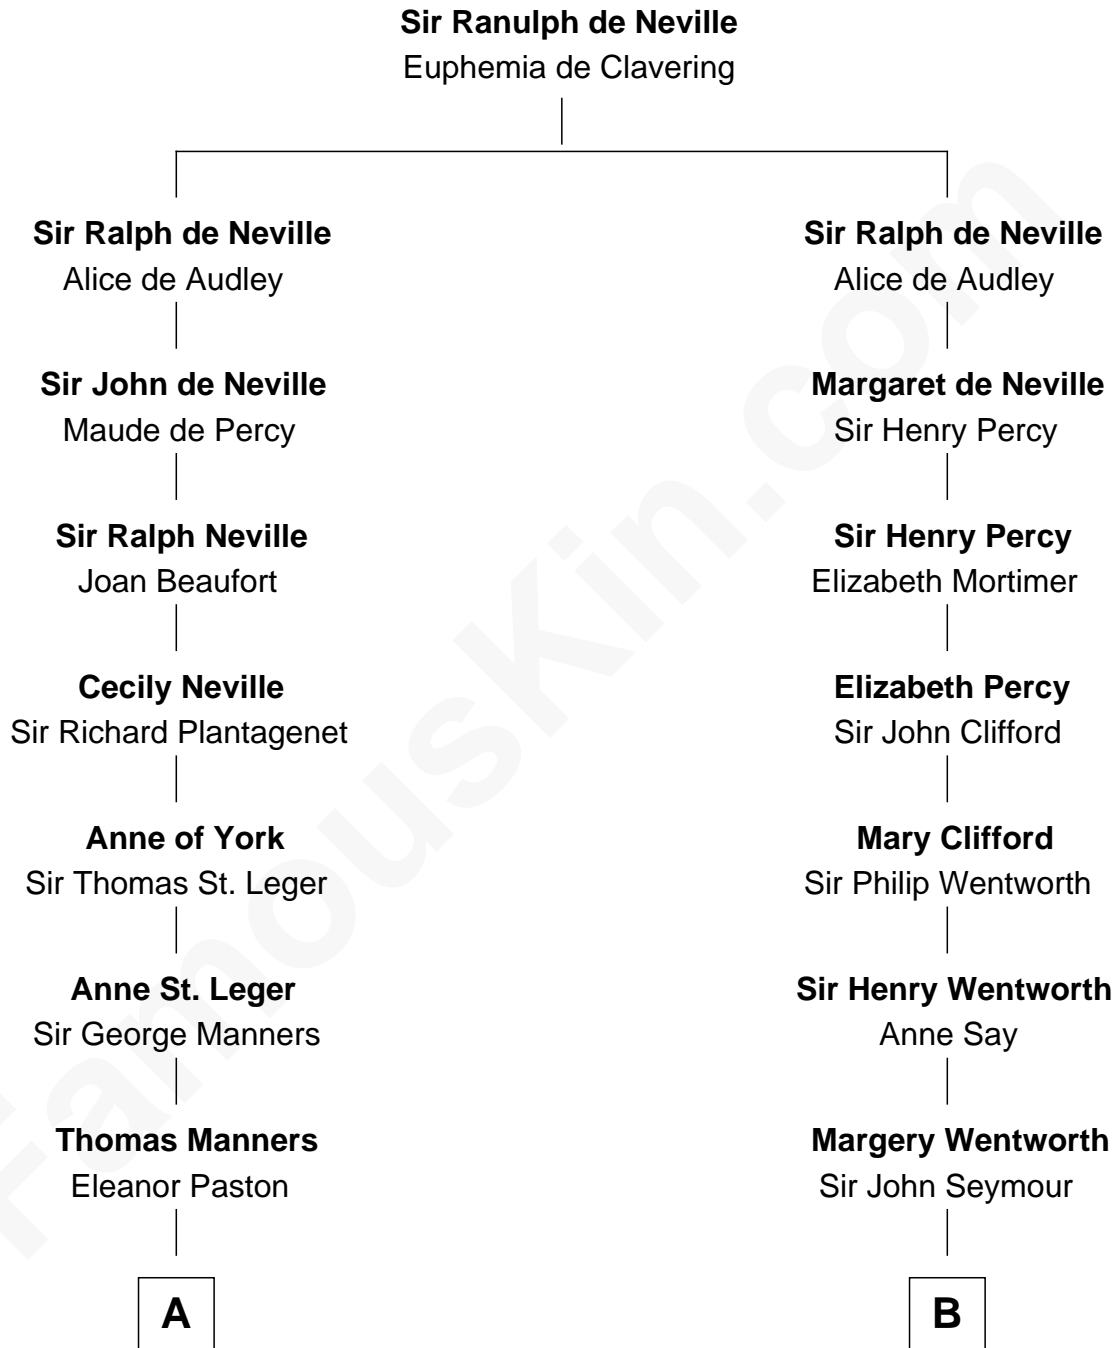 Sir Ranulph de Neville
Euphemia de Clavering
Sir Ralph de Neville
Alice de Audley
Sir John de Neville
Maude de Percy
Sir Ralph Neville
Joan Beaufort
Cecily Neville
Sir Richard Plantagenet
Anne of York
Sir Thomas St. Leger
Anne St. Leger
Sir George Manners
Thomas Manners
Eleanor Paston
A
Sir Ralph de Neville
Alice de Audley
Margaret de Neville
Sir Henry Percy
Sir Henry Percy
Elizabeth Mortimer
Elizabeth Percy
Sir John Clifford
Mary Clifford
Sir Philip Wentworth
Sir Henry Wentworth
Anne Say
Margery Wentworth
Sir John Seymour
B
FamousKin.com